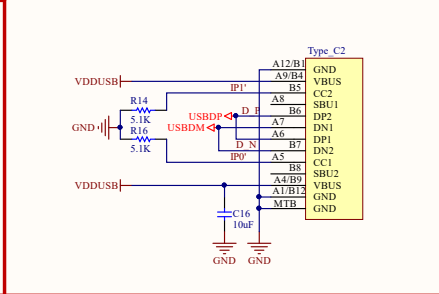 Type_C2
A12/B1 GND
VDDUSB A9/B4 VBUS
IP1' B5 CC2
R14 A8 SBU1
5.1K USBDP D_P B6 DP2
GND USBDM A7 DN1
R16 A6 DP1
5.1K D_N B7 DN2
IP0' A5 CC1
B8 SBU2
VDDUSB A4/B9 VBUS
A1/B12 GND
MTB GND
C16
10uF
GND GND